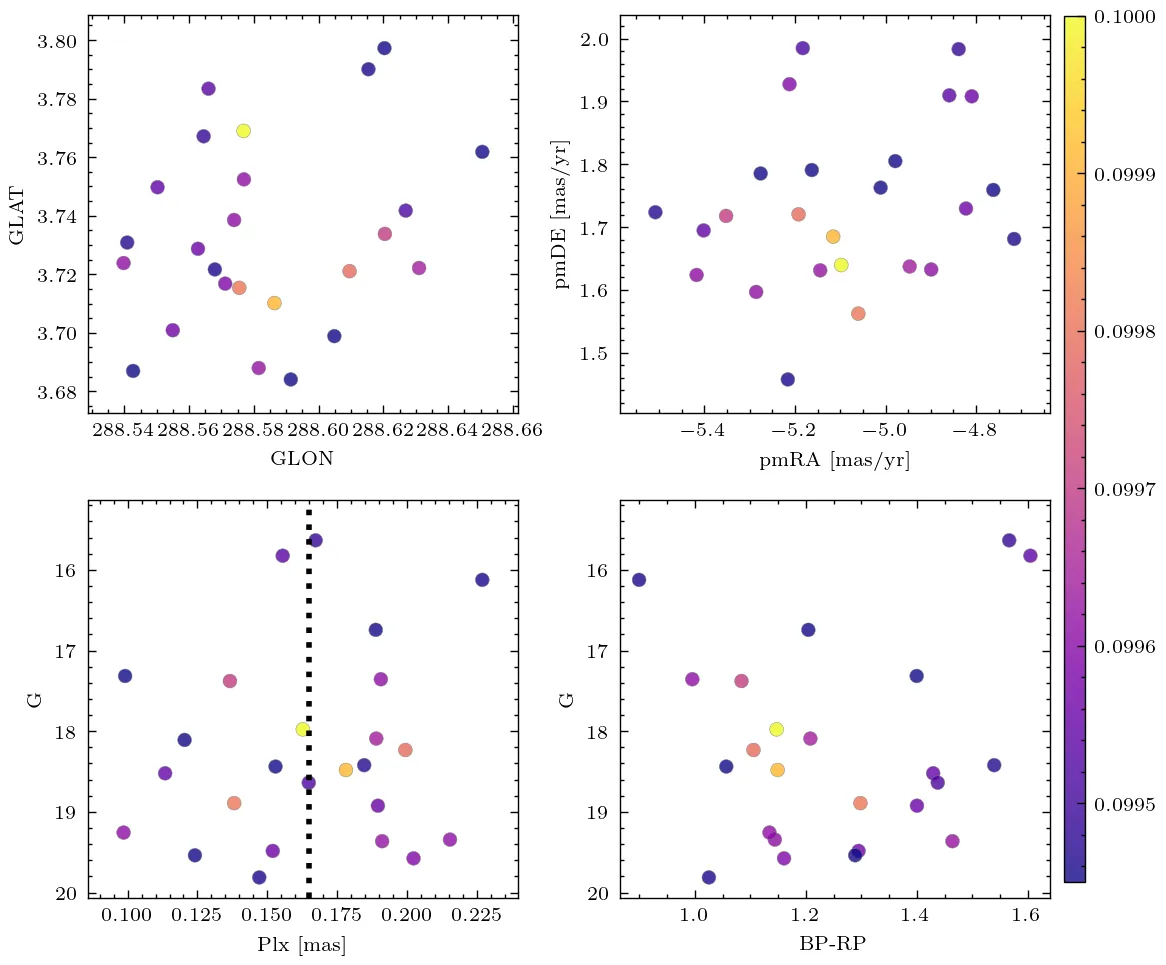 3.80
3.78
3.76
3.74
3.72
3.70
3.68
GLAT
288.54 288.56 288.58 288.60 288.62 288.64 288.66
GLON
2.0
1.9
1.8
1.7
1.6
1.5
pmDE [mas/yr]
−5.4 −5.2 −5.0 −4.8
pmRA [mas/yr]
0.1000
0.0999
0.0998
0.0997
0.0996
0.0995
16
17
18
19
20
G
0.100 0.125 0.150 0.175 0.200 0.225
Plx [mas]
16
17
18
19
20
G
1.0 1.2 1.4 1.6
BP-RP